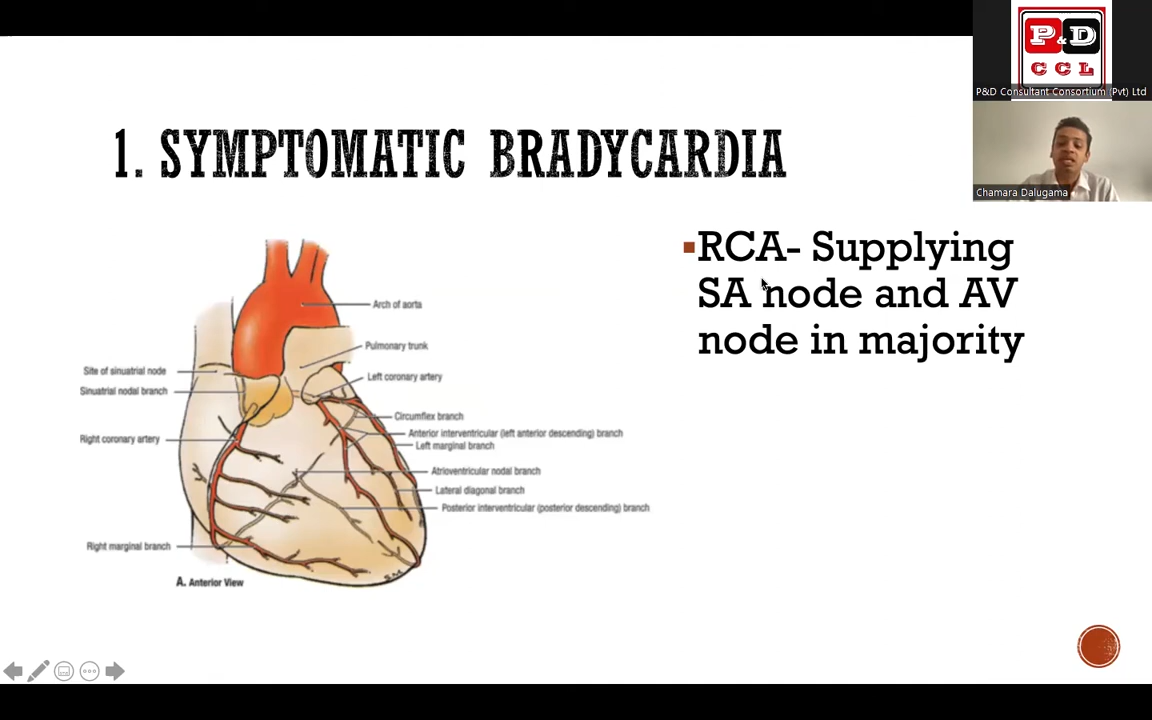 P&D
C C L
P&D Consultant Consortium (Pvt) Ltd
Chamara Dalugama
1. SYMPTOMATIC BRADYCARDIA
RCA- Supplying
SA node and AV
node in majority
Arch of aorta
Pulmonary trunk
Site of sinuatrial node
Left coronary artery
Sinuatrial nodal branch
Circumflex branch
Anterior interventricular (left anterior descending) branch
Right coronary artery
Left marginal branch
Atrioventricular nodal branch
Lateral diagonal branch
Posterior interventricular (posterior descending) branch
Right marginal branch
A. Anterior View